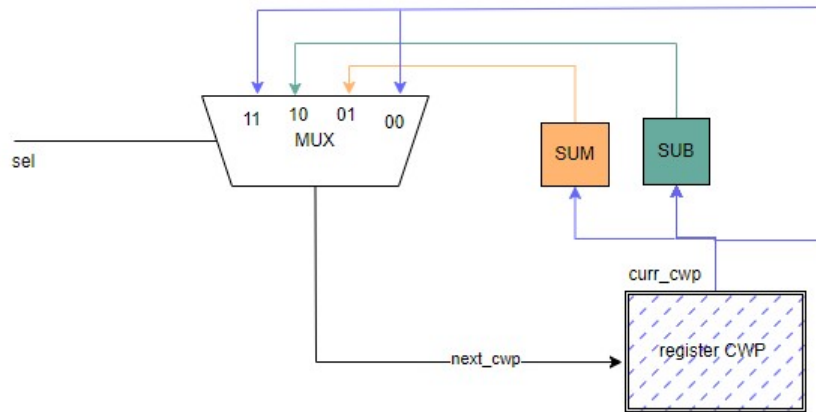 11 10 01 00
MUX
sel
SUM
SUB
curr_cwp
register CWP
next_cwp